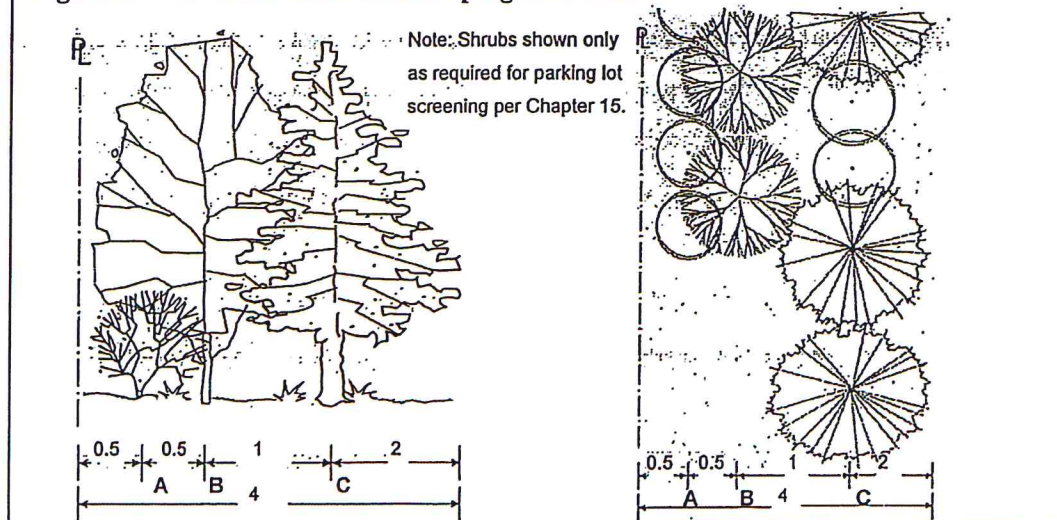 PL
Note: Shrubs shown only
as required for parking lot
screening per Chapter 15.
PL
0.5 0.5 1 2
A B 4 C
0.5 0.5 1 2
A B 4 C